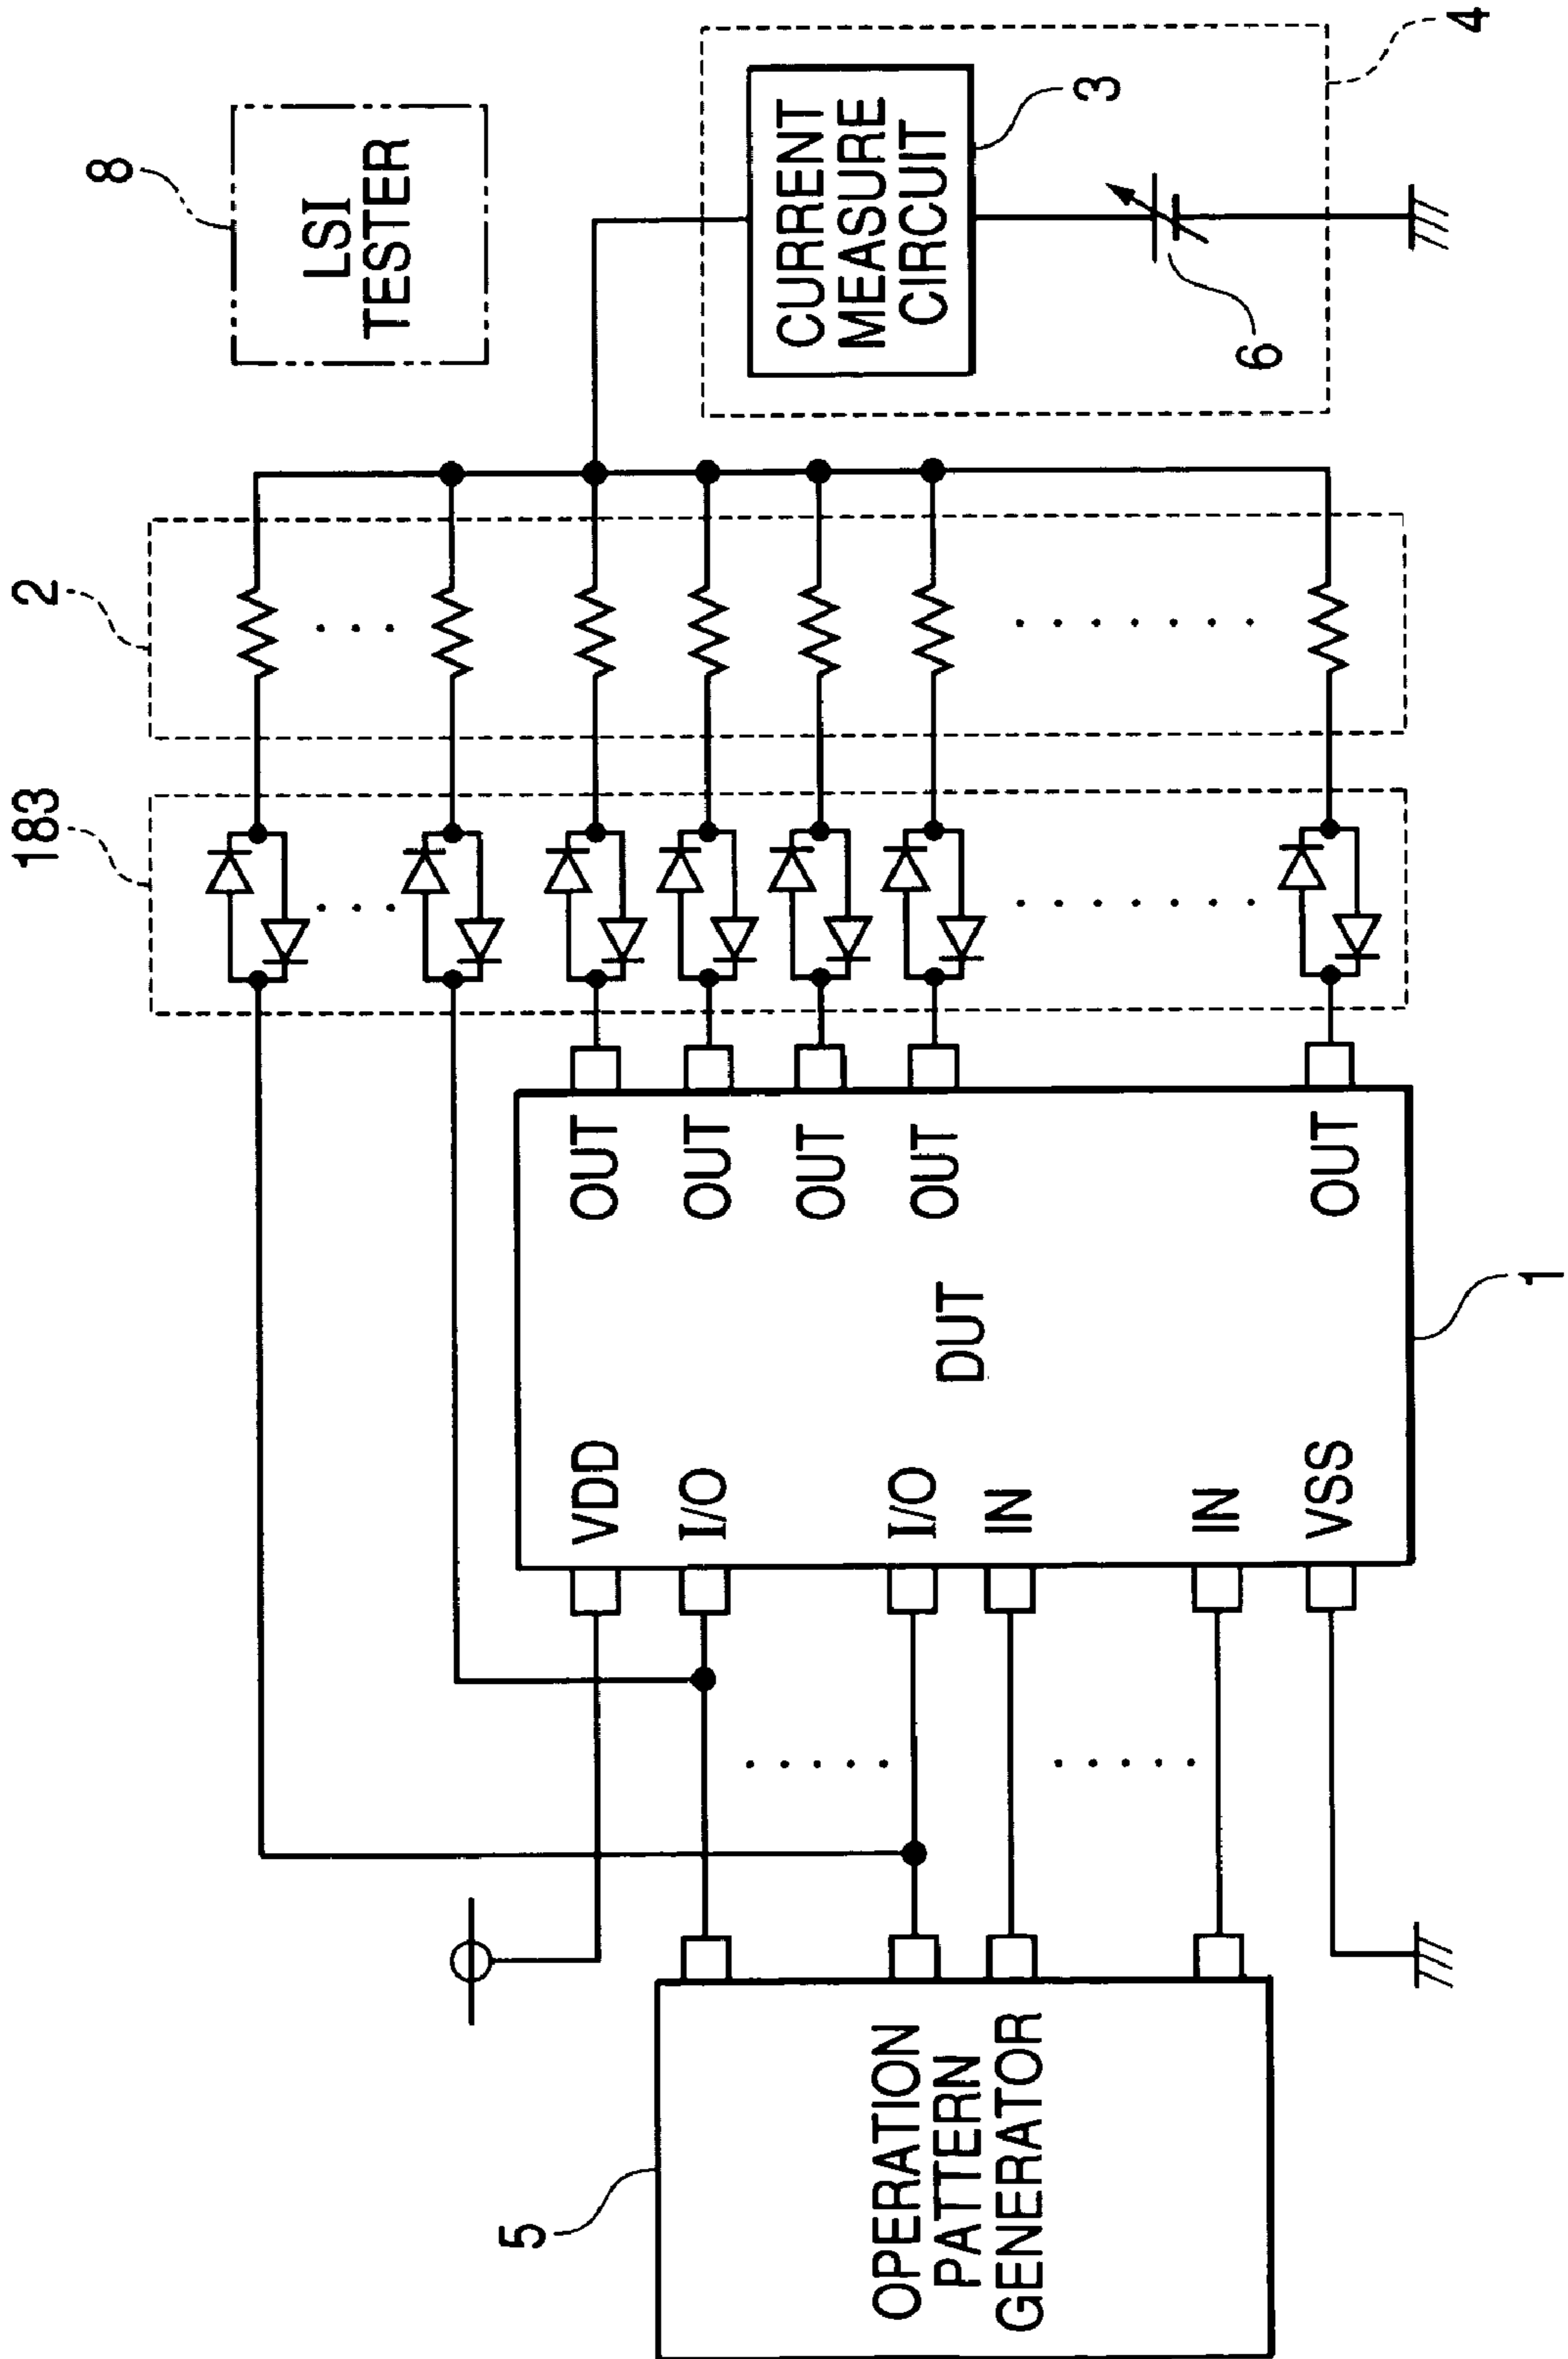 8
LSI
TESTER
4
3
CURRENT
MEASURE
CIRCUIT
6
2
183
OUT
OUT
OUT
OUT
OUT
DUT
1
VDD
I/O
I/O
IN
IN
VSS
5
OPERATION
PATTERN
GENERATOR